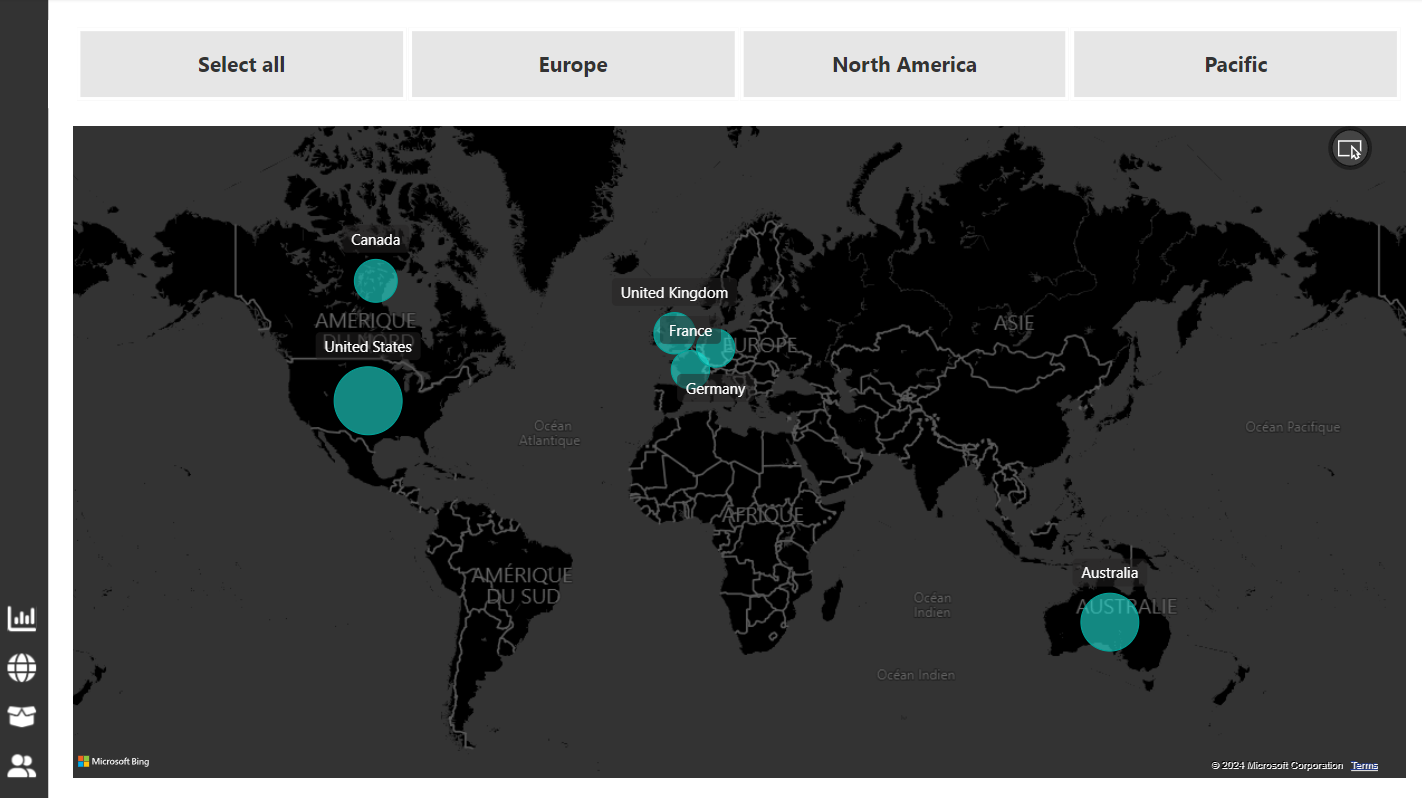 Select all
Europe
North America
Pacific
Canada
AMÉRIQUE
DU NORD
United States
United Kingdom
France
EUROPE
Germany
ASIE
Océan
Atlantique
Océan Pacifique
AFRIQUE
AMÉRIQUE
DU SUD
Australia
AUSTRALIE
Océan
Indien
Océan Indien
Microsoft Bing
© 2024 Microsoft Corporation Terms